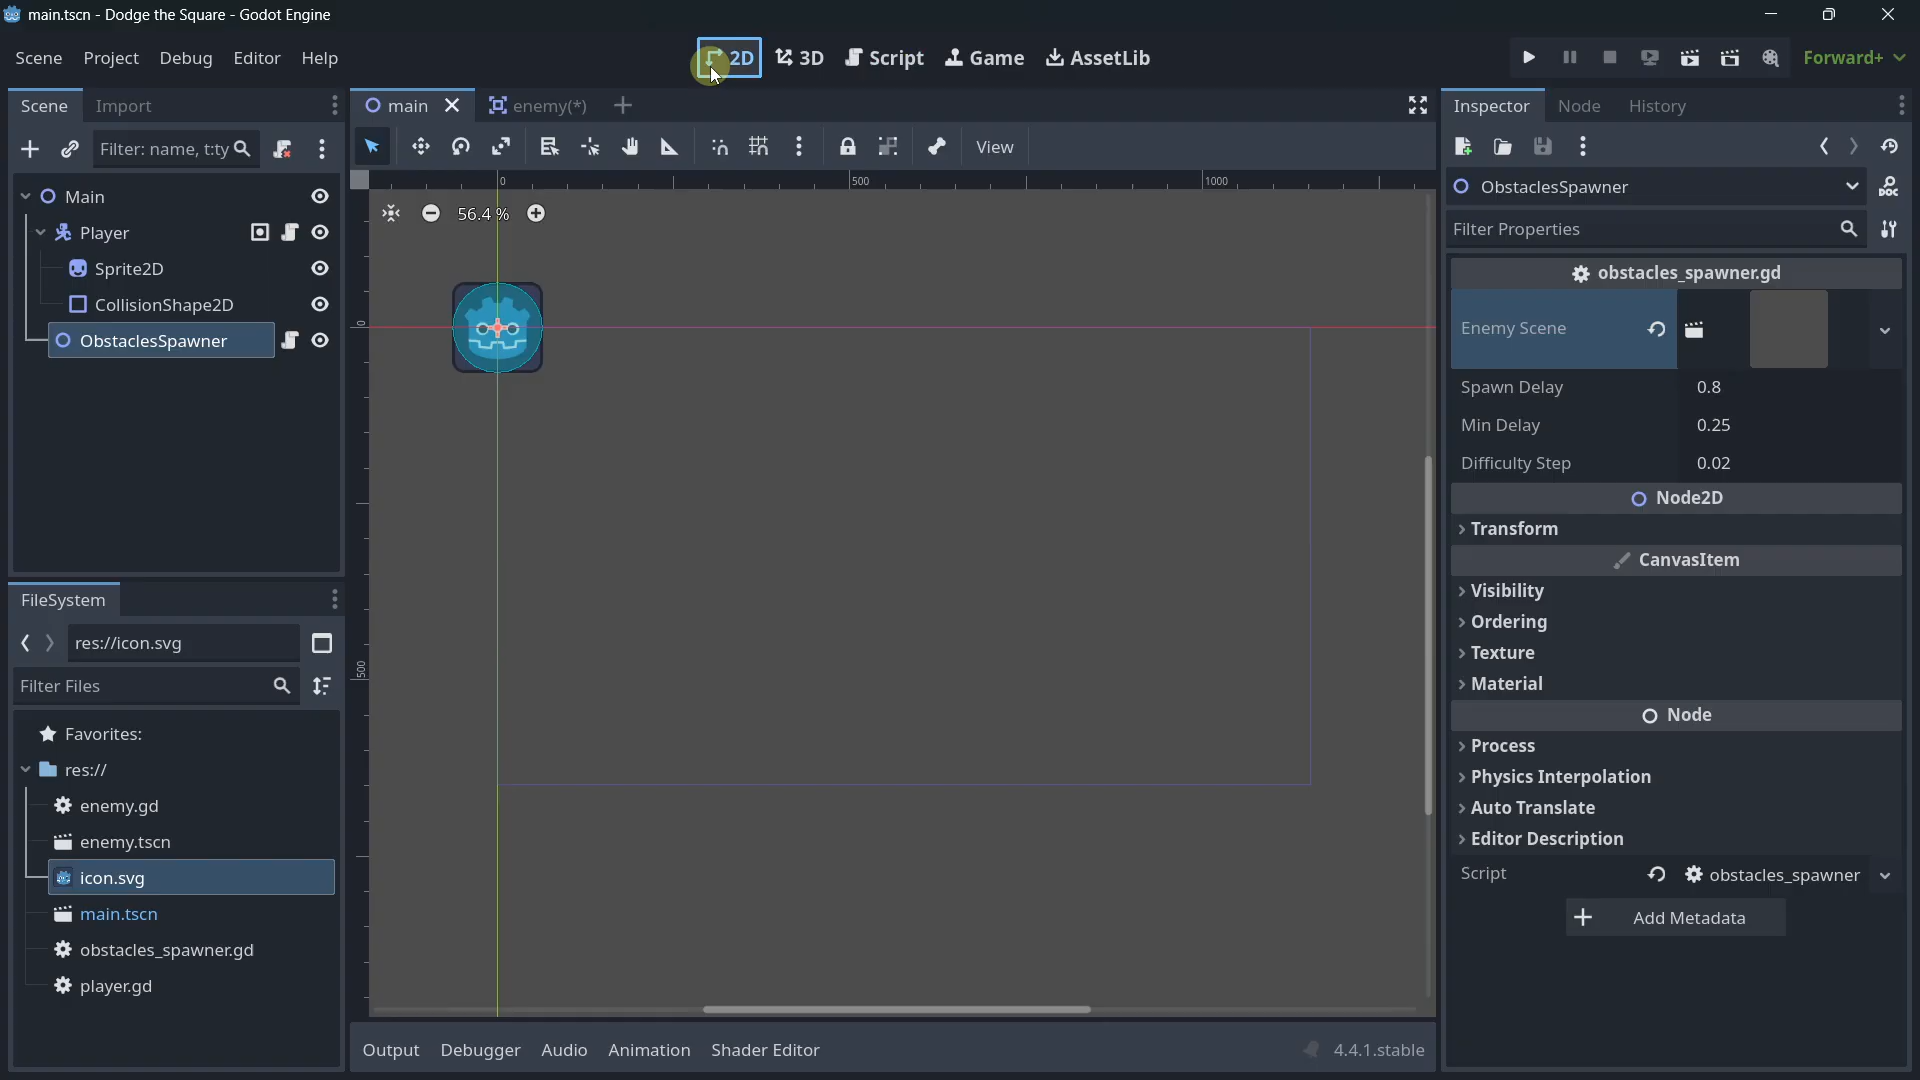 main.tscn - Dodge the Square - Godot Engine
Scene Project Debug Editor Help
2D 3D Script Game AssetLib
Forward+
Scene Import
main enemy(*)
Inspector Node History
Filter: name, t:ty
View
ObstaclesSpawner
Filter Properties
0 500 1000
56.4 %
Main
Player
Sprite2D
CollisionShape2D
ObstaclesSpawner
0
500
obstacles_spawner.gd
Enemy Scene
Spawn Delay 0.8
Min Delay 0.25
Difficulty Step 0.02
Node2D
Transform
CanvasItem
Visibility
Ordering
Texture
Material
Node
Process
Physics Interpolation
Auto Translate
Editor Description
Script obstacles_spawner
Add Metadata
FileSystem
res://icon.svg
Filter Files
Favorites:
res://
enemy.gd
enemy.tscn
icon.svg
main.tscn
obstacles_spawner.gd
player.gd
Output Debugger Audio Animation Shader Editor
4.4.1.stable